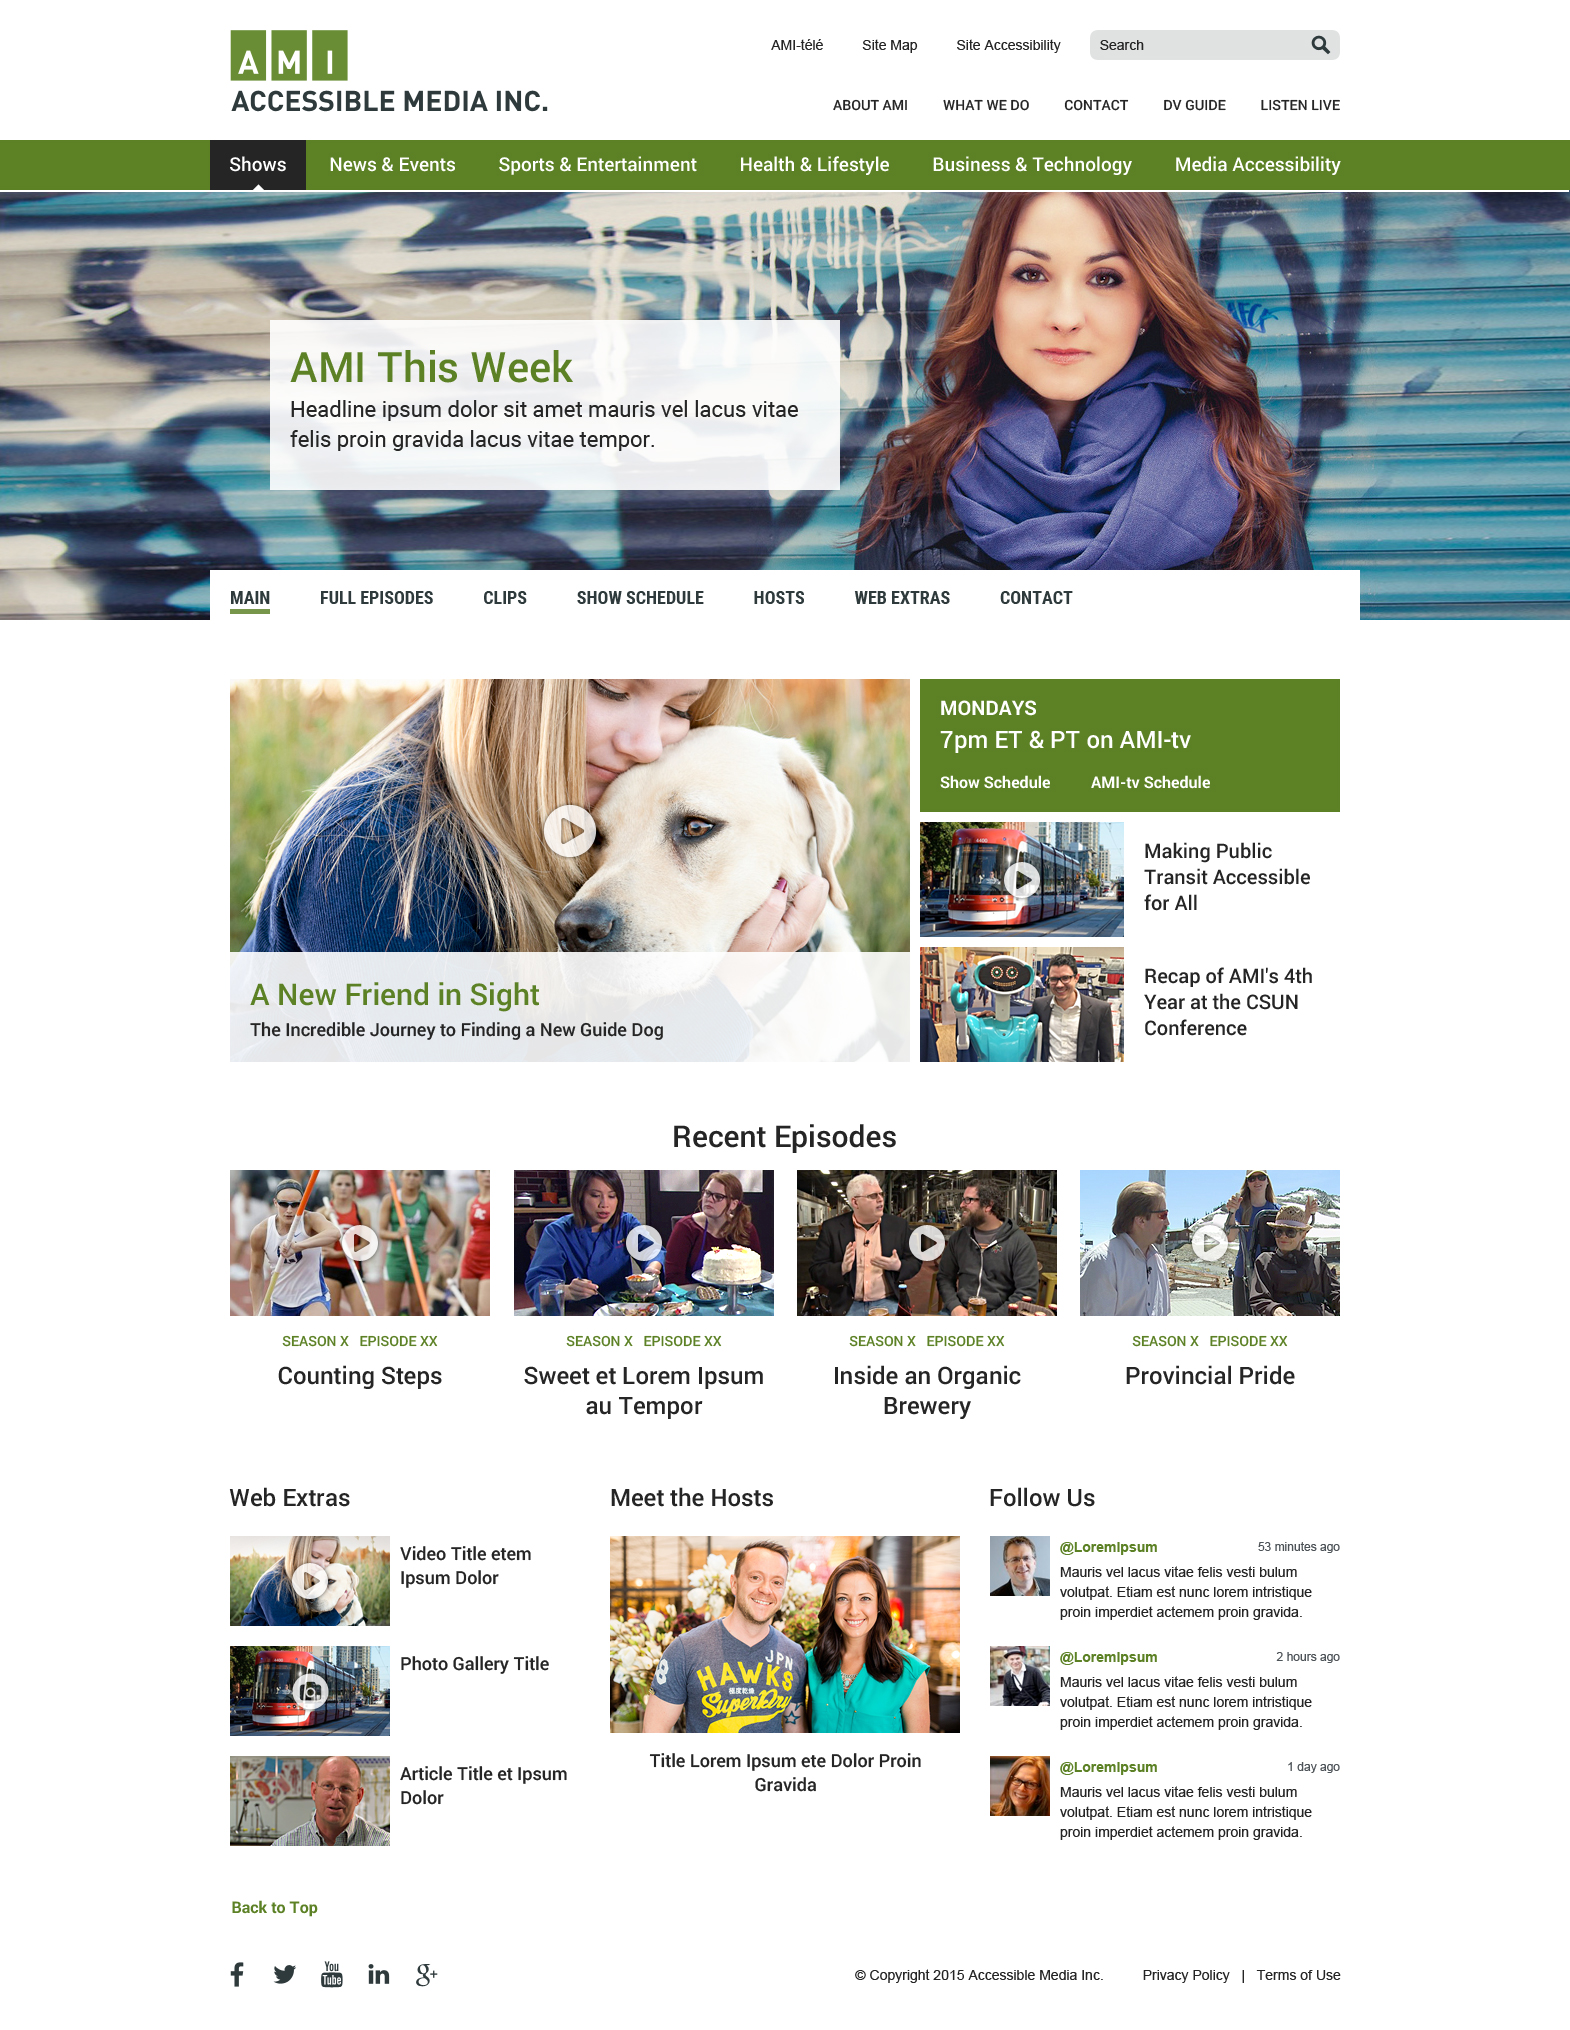 AMI
ACCESSIBLE MEDIA INC.
AMI-télé Site Map Site Accessibility Search
ABOUT AMI WHAT WE DO CONTACT DV GUIDE LISTEN LIVE
Shows News & Events Sports & Entertainment Health & Lifestyle Business & Technology Media Accessibility
AMI This Week
Headline ipsum dolor sit amet mauris vel lacus vitae
felis proin gravida lacus vitae tempor.
MAIN FULL EPISODES CLIPS SHOW SCHEDULE HOSTS WEB EXTRAS CONTACT
A New Friend in Sight
The Incredible Journey to Finding a New Guide Dog
MONDAYS
7pm ET & PT on AMI-tv
Show Schedule AMI-tv Schedule
4400
Making Public
Transit Accessible
for All
Recap of AMI's 4th
Year at the CSUN
Conference
Recent Episodes
SEASON X EPISODE XX
Counting Steps
SEASON X EPISODE XX
Sweet et Lorem Ipsum
au Tempor
SEASON X EPISODE XX
Inside an Organic
Brewery
SEASON X EPISODE XX
Provincial Pride
Web Extras
Video Title etem
Ipsum Dolor
Photo Gallery Title
Article Title et Ipsum
Dolor
Meet the Hosts
JPN
HAWKS
極度乾燥
SuperDry
Title Lorem Ipsum ete Dolor Proin
Gravida
Follow Us
@LoremIpsum 53 minutes ago
Mauris vel lacus vitae felis vesti bulum
volutpat. Etiam est nunc lorem intristique
proin imperdiet actemem proin gravida.
@LoremIpsum 2 hours ago
Mauris vel lacus vitae felis vesti bulum
volutpat. Etiam est nunc lorem intristique
proin imperdiet actemem proin gravida.
@LoremIpsum 1 day ago
Mauris vel lacus vitae felis vesti bulum
volutpat. Etiam est nunc lorem intristique
proin imperdiet actemem proin gravida.
Back to Top
You
Tube
in
g+
© Copyright 2015 Accessible Media Inc. Privacy Policy | Terms of Use